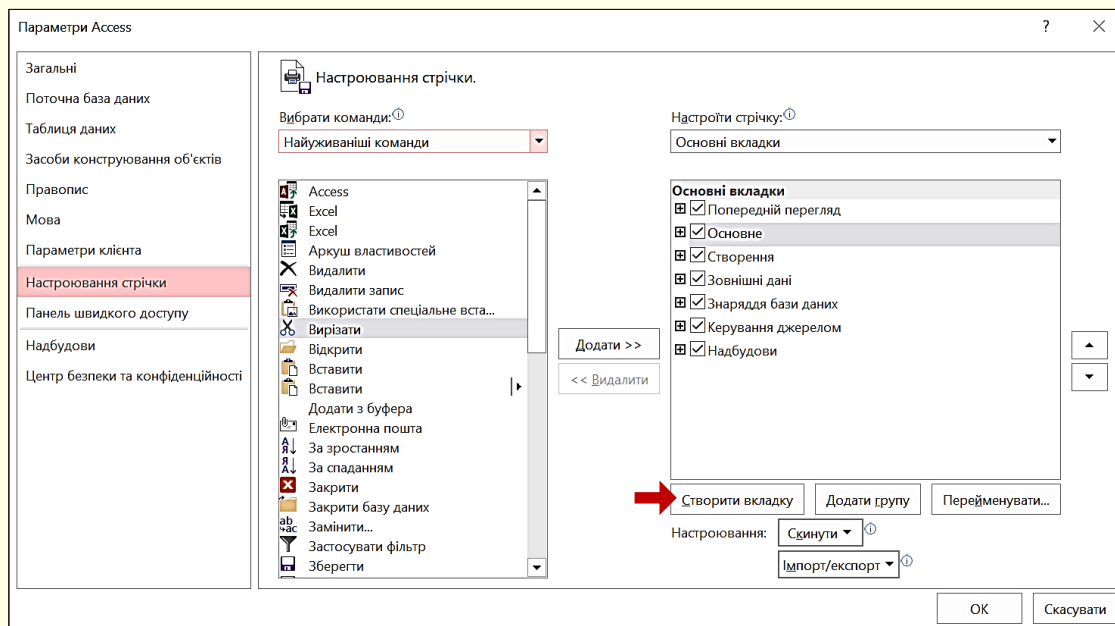 Параметри Access
?
Загальні
Поточна база даних
Таблиця даних
Засоби конструювання об'єктів
Правопис
Мова
Параметри клієнта
Настроювання стрічки
Панель швидкого доступу
Надбудови
Центр безпеки та конфіденційності
Настроювання стрічки.
Вибрати команди:
Найуживаніші команди
Access
Excel
Excel
Аркуш властивостей
Видалити
Видалити запис
Використати спеціальне вста...
Вирізати
Відкрити
Вставити
Вставити
Додати з буфера
Електронна пошта
За зростанням
За спаданням
Закрити
Закрити базу даних
Замінити...
Застосувати фільтр
Зберегти
Додати >>
<< Видалити
Настроїти стрічку:
Основні вкладки
Основні вкладки
Попередній перегляд
Основне
Створення
Зовнішні дані
Знаряддя бази даних
Керування джерелом
Надбудови
Створити вкладку Додати групу Перейменувати...
Настроювання: Скинути
Імпорт/експорт
ОК Скасувати